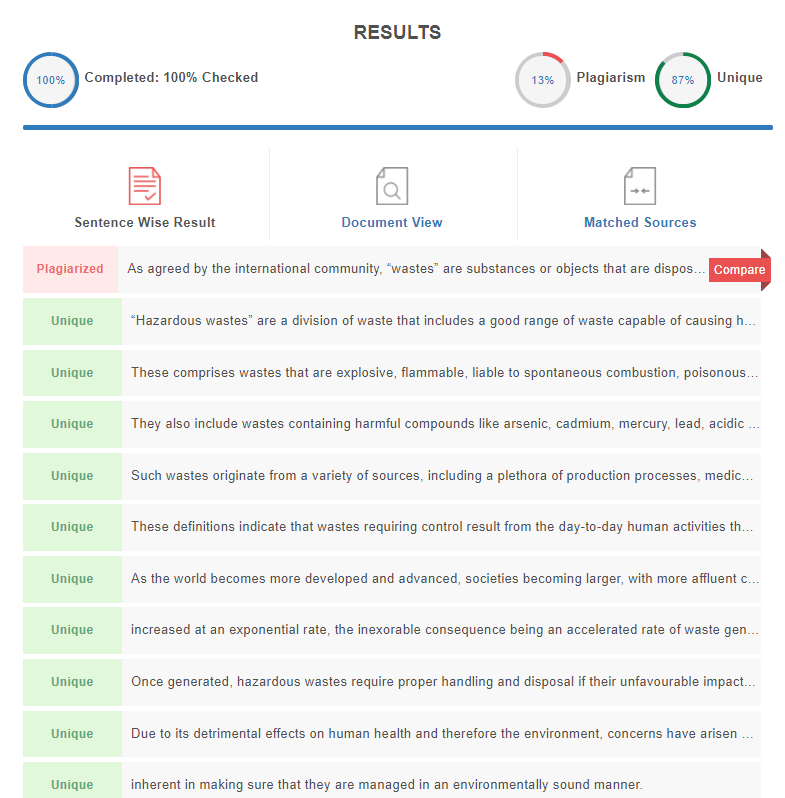 RESULTS
100% Completed: 100% Checked 13% Plagiarism 87% Unique
Sentence Wise Result Document View Matched Sources
Plagiarized As agreed by the international community, “wastes” are substances or objects that are dispos... Compare
Unique “Hazardous wastes” are a division of waste that includes a good range of waste capable of causing h...
Unique These comprises wastes that are explosive, flammable, liable to spontaneous combustion, poisonous...
Unique They also include wastes containing harmful compounds like arsenic, cadmium, mercury, lead, acidic ...
Unique Such wastes originate from a variety of sources, including a plethora of production processes, medic...
Unique These definitions indicate that wastes requiring control result from the day-to-day human activities th...
Unique As the world becomes more developed and advanced, societies becoming larger, with more affluent c...
Unique increased at an exponential rate, the inexorable consequence being an accelerated rate of waste gen...
Unique Once generated, hazardous wastes require proper handling and disposal if their unfavourable impact...
Unique Due to its detrimental effects on human health and therefore the environment, concerns have arisen ...
Unique inherent in making sure that they are managed in an environmentally sound manner.